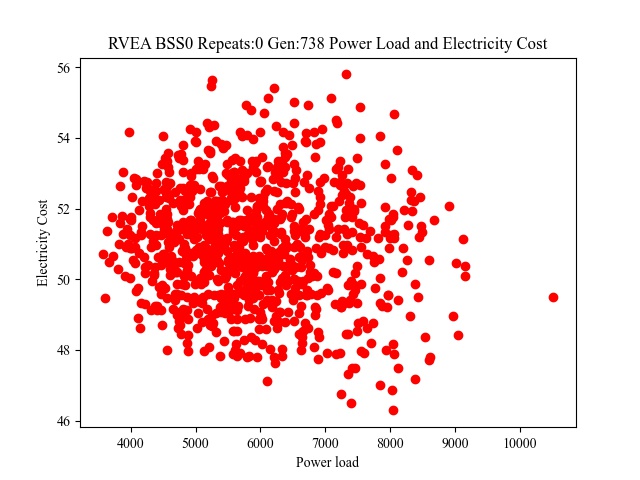 RVEA BSS0 Repeats:0 Gen:738 Power Load and Electricity Cost
56
54
52
50
48
46
Electricity Cost
4000 5000 6000 7000 8000 9000 10000
Power load